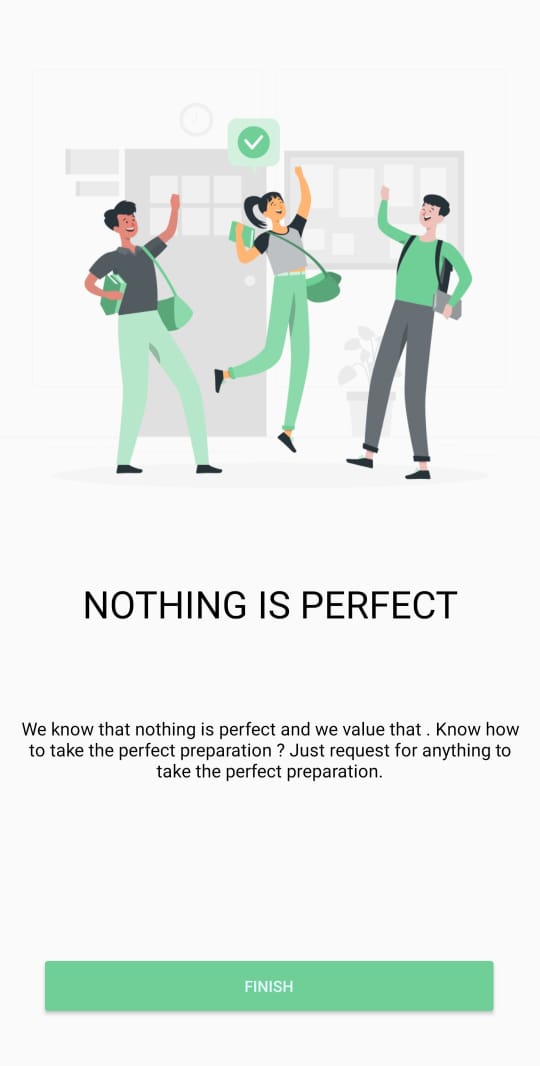 NOTHING IS PERFECT
We know that nothing is perfect and we value that . Know how
to take the perfect preparation ? Just request for anything to
take the perfect preparation.
FINISH